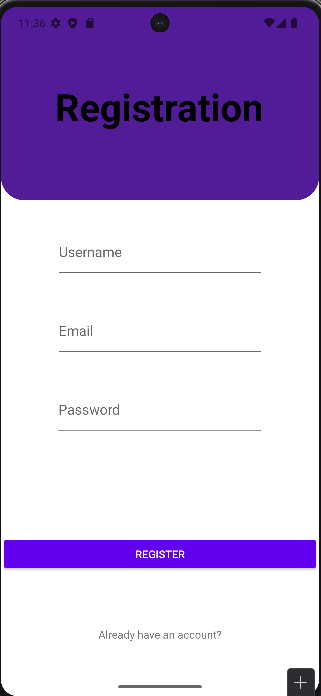 11.36
Registration
Username
Email
Password
REGISTER
Already have an account?